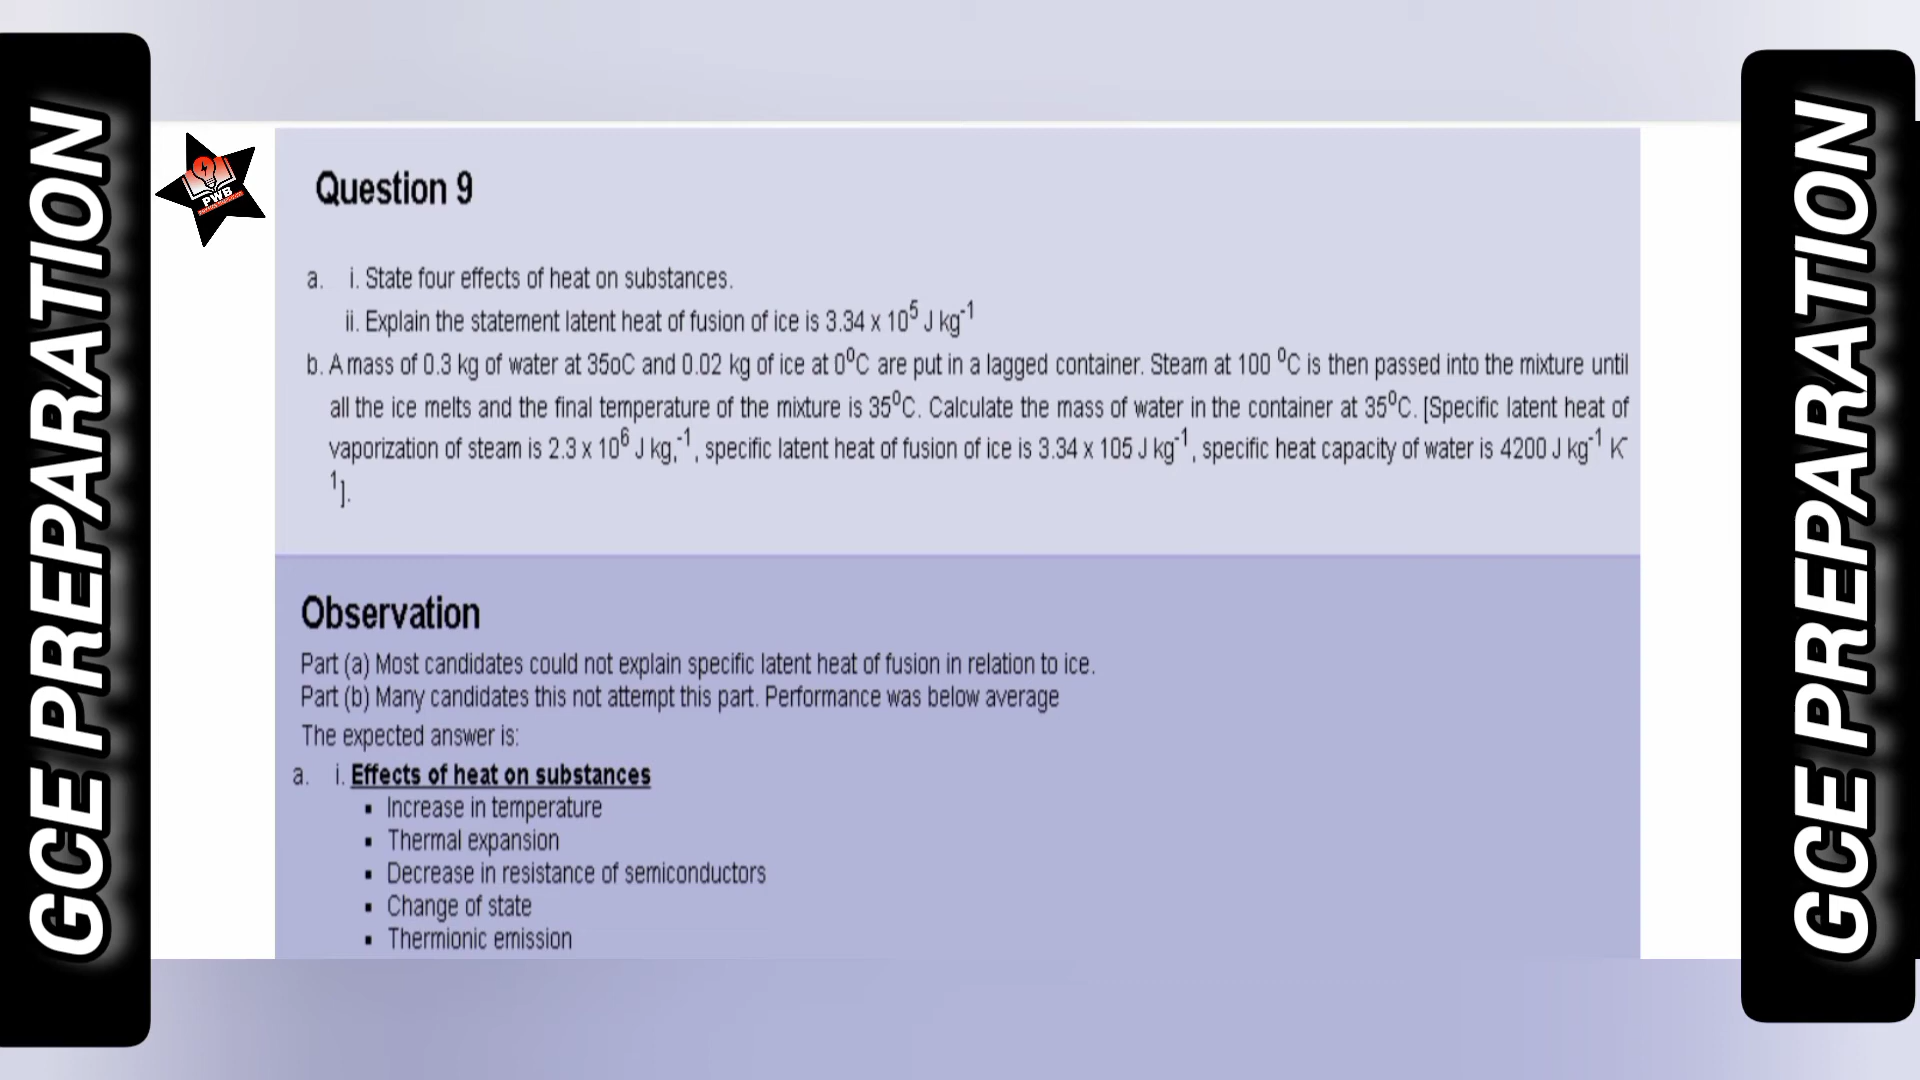 GCE PREPARATION
PWB
Question 9
a. i. State four effects of heat on substances.
ii. Explain the statement latent heat of fusion of ice is 3.34 x 10⁵ J kg⁻¹
b. A mass of 0.3 kg of water at 35oC and 0.02 kg of ice at 0⁰C are put in a lagged container. Steam at 100 ⁰C is then passed into the mixture until
all the ice melts and the final temperature of the mixture is 35⁰C. Calculate the mass of water in the container at 35⁰C. [Specific latent heat of
vaporization of steam is 2.3 x 10⁶ J kg,⁻¹, specific latent heat of fusion of ice is 3.34 x 105 J kg⁻¹, specific heat capacity of water is 4200 J kg⁻¹ K⁻
¹].
Observation
Part (a) Most candidates could not explain specific latent heat of fusion in relation to ice.
Part (b) Many candidates this not attempt this part. Performance was below average
The expected answer is:
a. i. Effects of heat on substances
▪ Increase in temperature
▪ Thermal expansion
▪ Decrease in resistance of semiconductors
▪ Change of state
▪ Thermionic emission
GCE PREPARATION